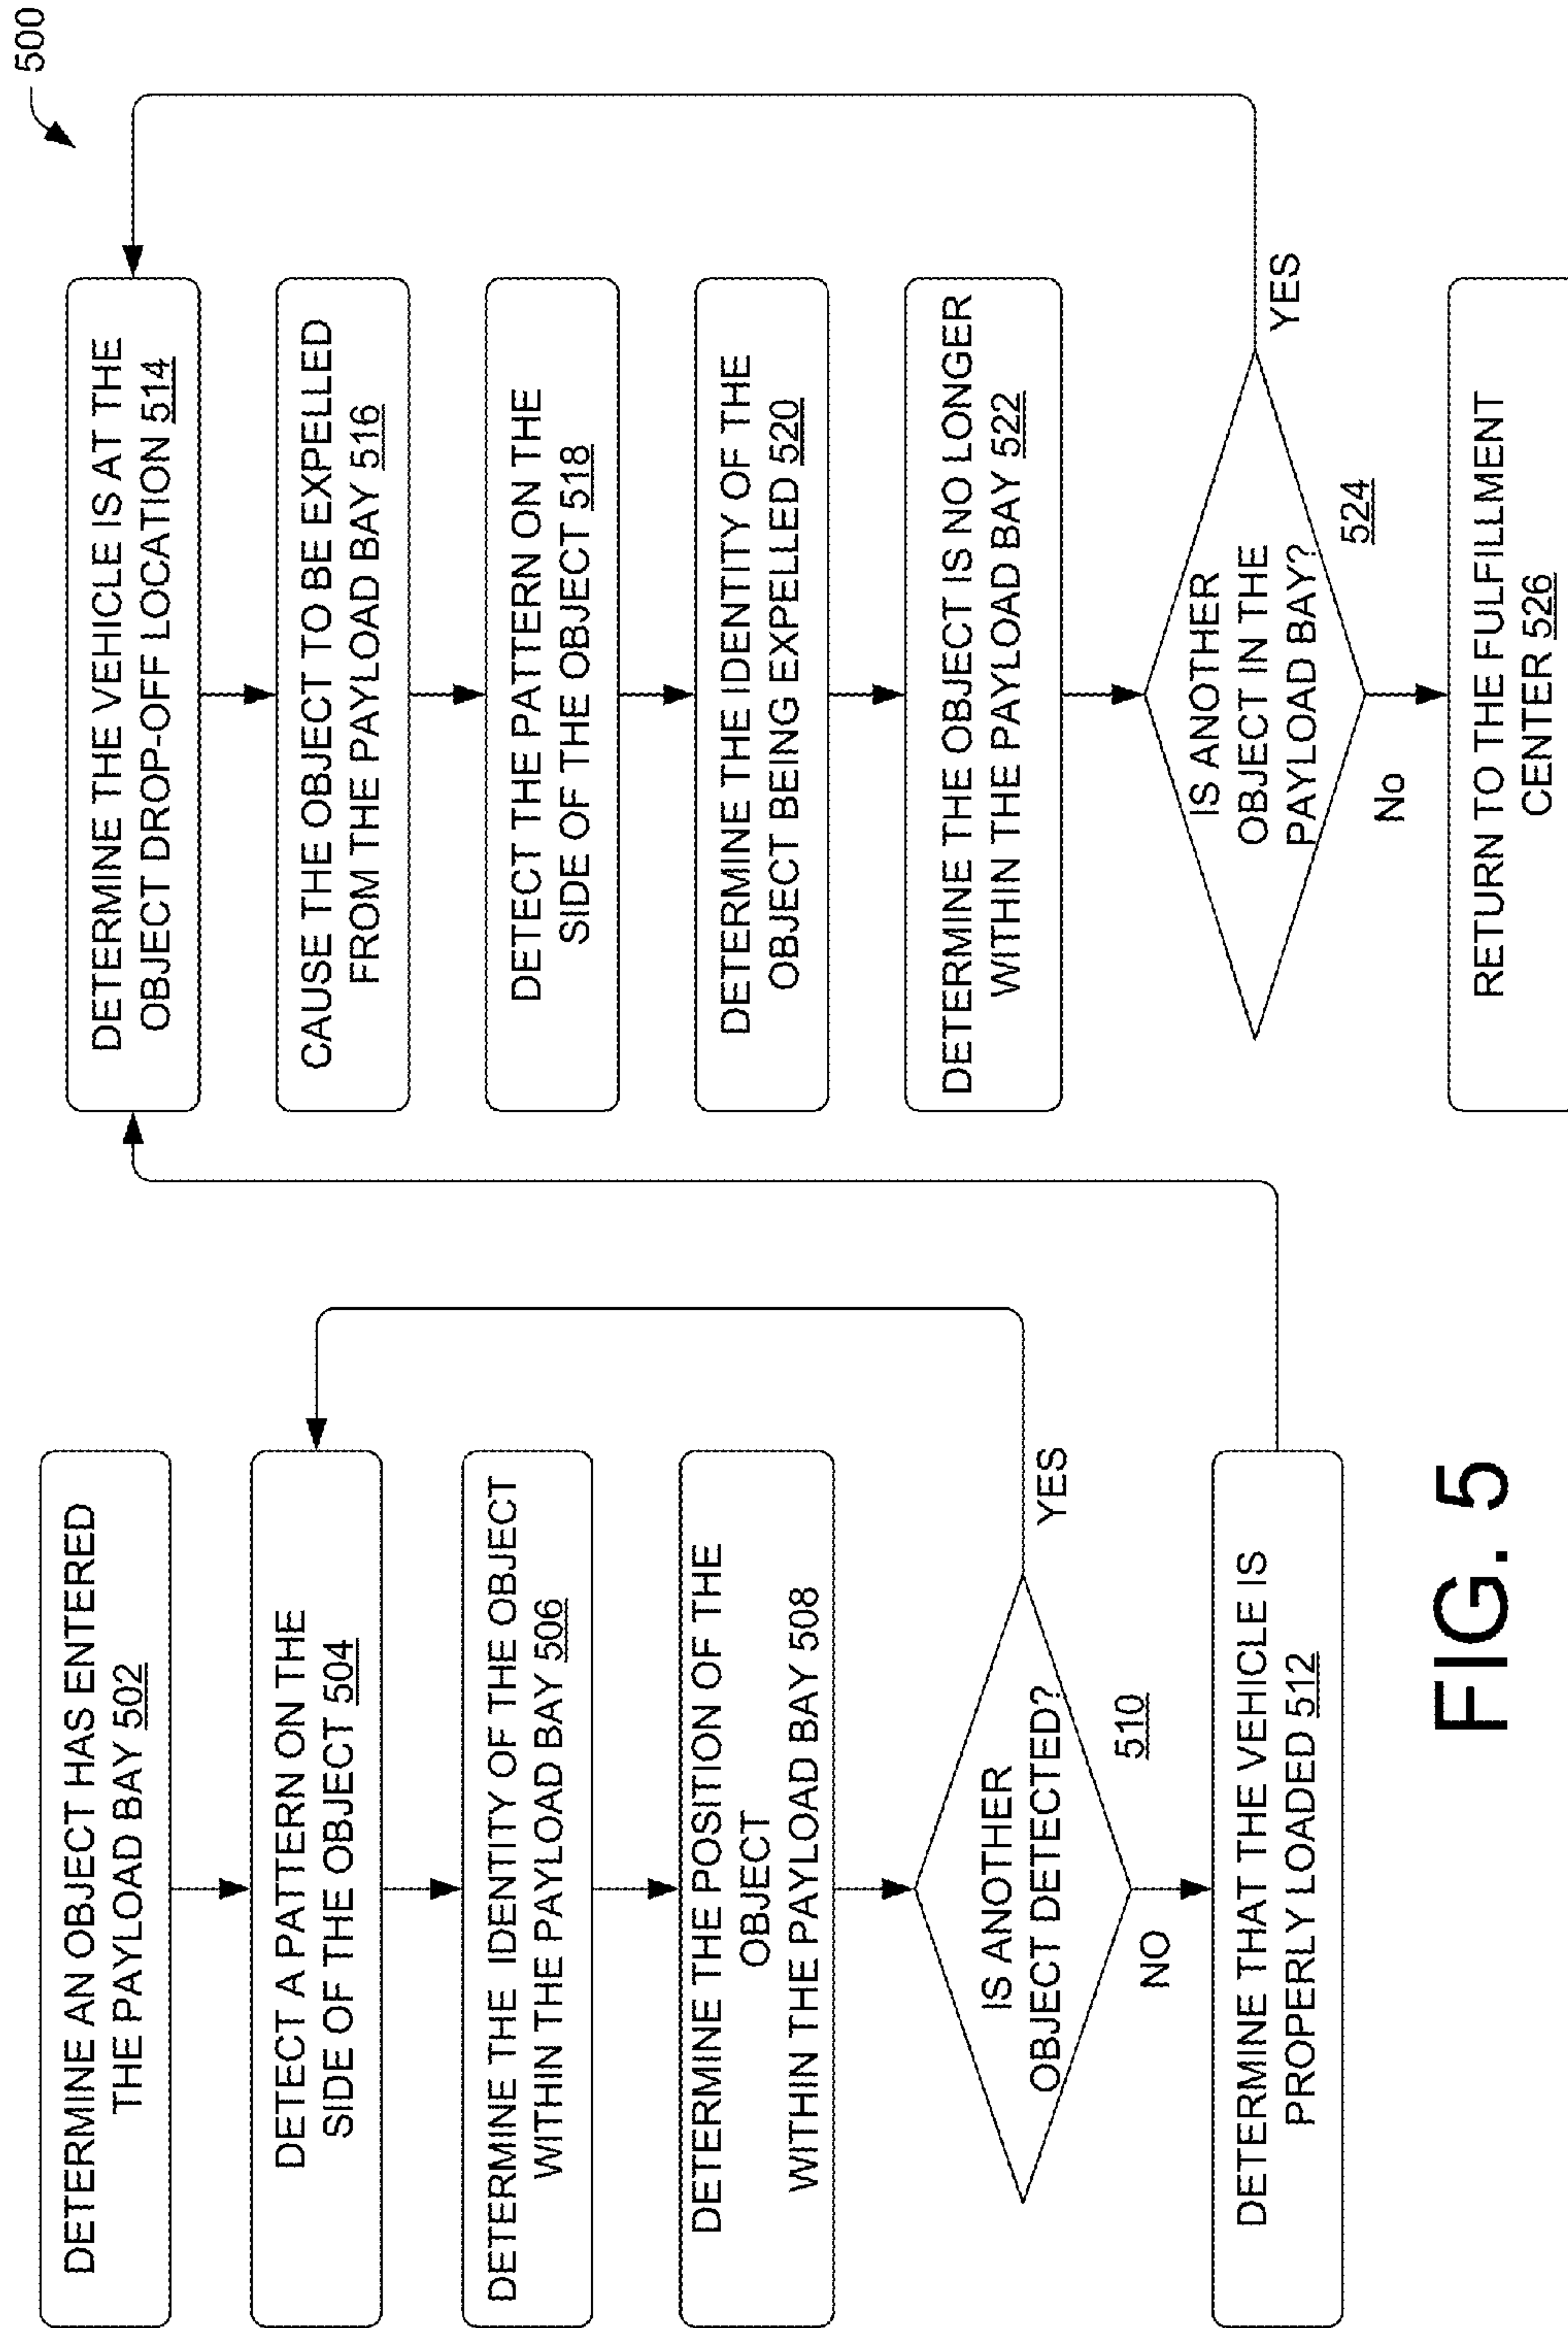 500
DETERMINE AN OBJECT HAS ENTERED
THE PAYLOAD BAY 502
DETECT A PATTERN ON THE
SIDE OF THE OBJECT 504
DETERMINE THE IDENTITY OF THE OBJECT
WITHIN THE PAYLOAD BAY 506
DETERMINE THE POSITION OF THE
OBJECT
WITHIN THE PAYLOAD BAY 508
IS ANOTHER
OBJECT DETECTED?
510
YES
NO
DETERMINE THAT THE VEHICLE IS
PROPERLY LOADED 512
DETERMINE THE VEHICLE IS AT THE
OBJECT DROP-OFF LOCATION 514
CAUSE THE OBJECT TO BE EXPELLED
FROM THE PAYLOAD BAY 516
DETECT THE PATTERN ON THE
SIDE OF THE OBJECT 518
DETERMINE THE IDENTITY OF THE
OBJECT BEING EXPELLED 520
DETERMINE THE OBJECT IS NO LONGER
WITHIN THE PAYLOAD BAY 522
IS ANOTHER
OBJECT IN THE
PAYLOAD BAY?
524
YES
No
RETURN TO THE FULFILLMENT
CENTER 526
FIG. 5